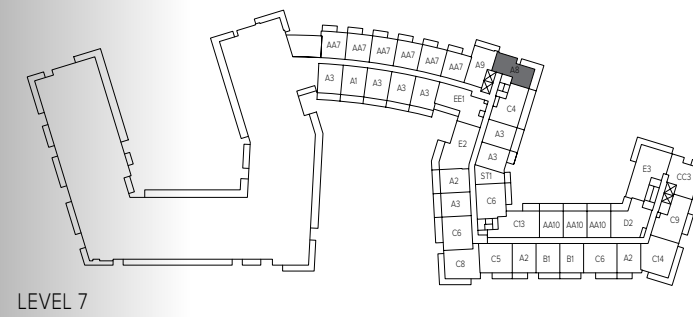 AA7 AA7 AA7 AA7 AA7 AA7 A9 A8
A3 A1 A3 A3 A3 EE1 C4
A3
E2 A3
ST1 E3 CC3
A2
A3 C6 C9
C6 C13 AA10 AA10 AA10 D2
C8 C5 A2 B1 B1 C6 A2 C14
LEVEL 7